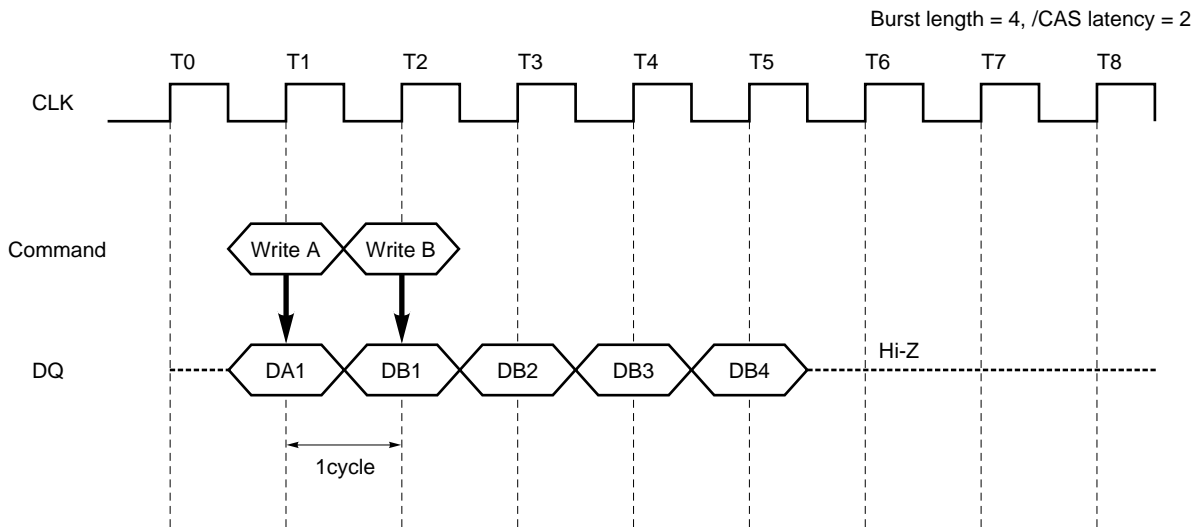 Burst length = 4, /CAS latency = 2
T0 T1 T2 T3 T4 T5 T6 T7 T8
CLK
Command Write A Write B
Hi-Z
DQ DA1 DB1 DB2 DB3 DB4
1cycle